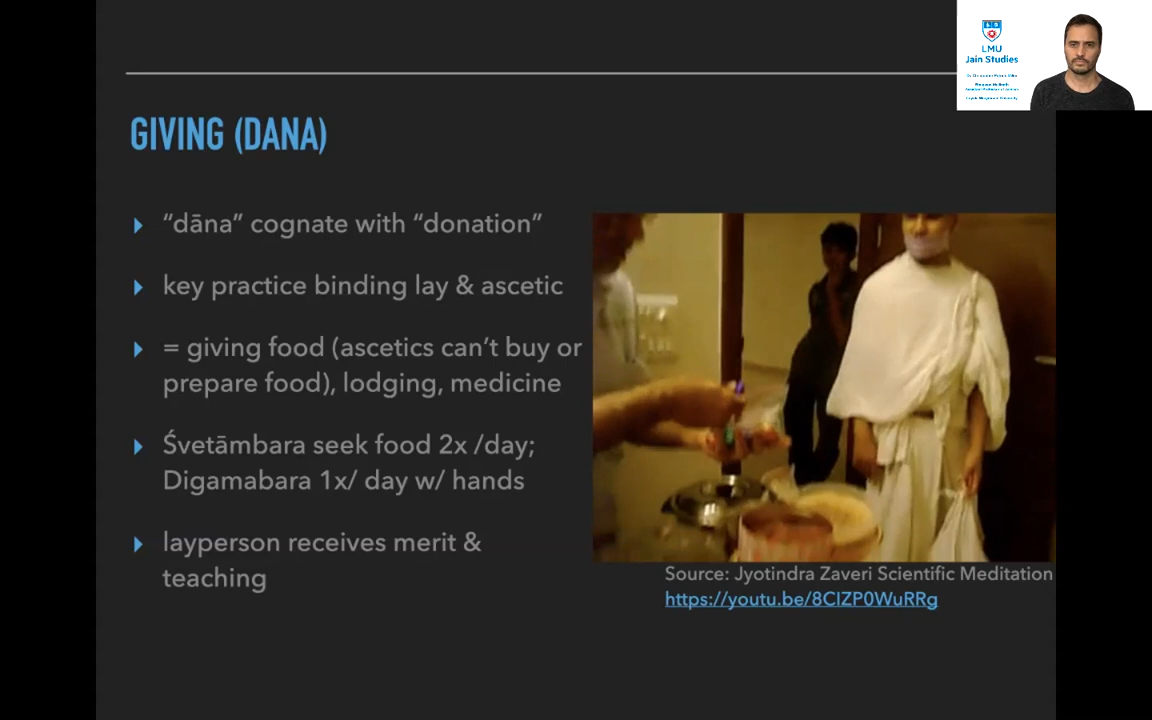 LMU
Jain Studies
GIVING (DANA)
“dāna” cognate with “donation”
key practice binding lay & ascetic
= giving food (ascetics can’t buy or
prepare food), lodging, medicine
Śvetāmbara seek food 2x /day;
Digamabara 1x/ day w/ hands
layperson receives merit &
teaching
Source: Jyotindra Zaveri Scientific Meditation
https://youtu.be/8CIZP0WuRRg